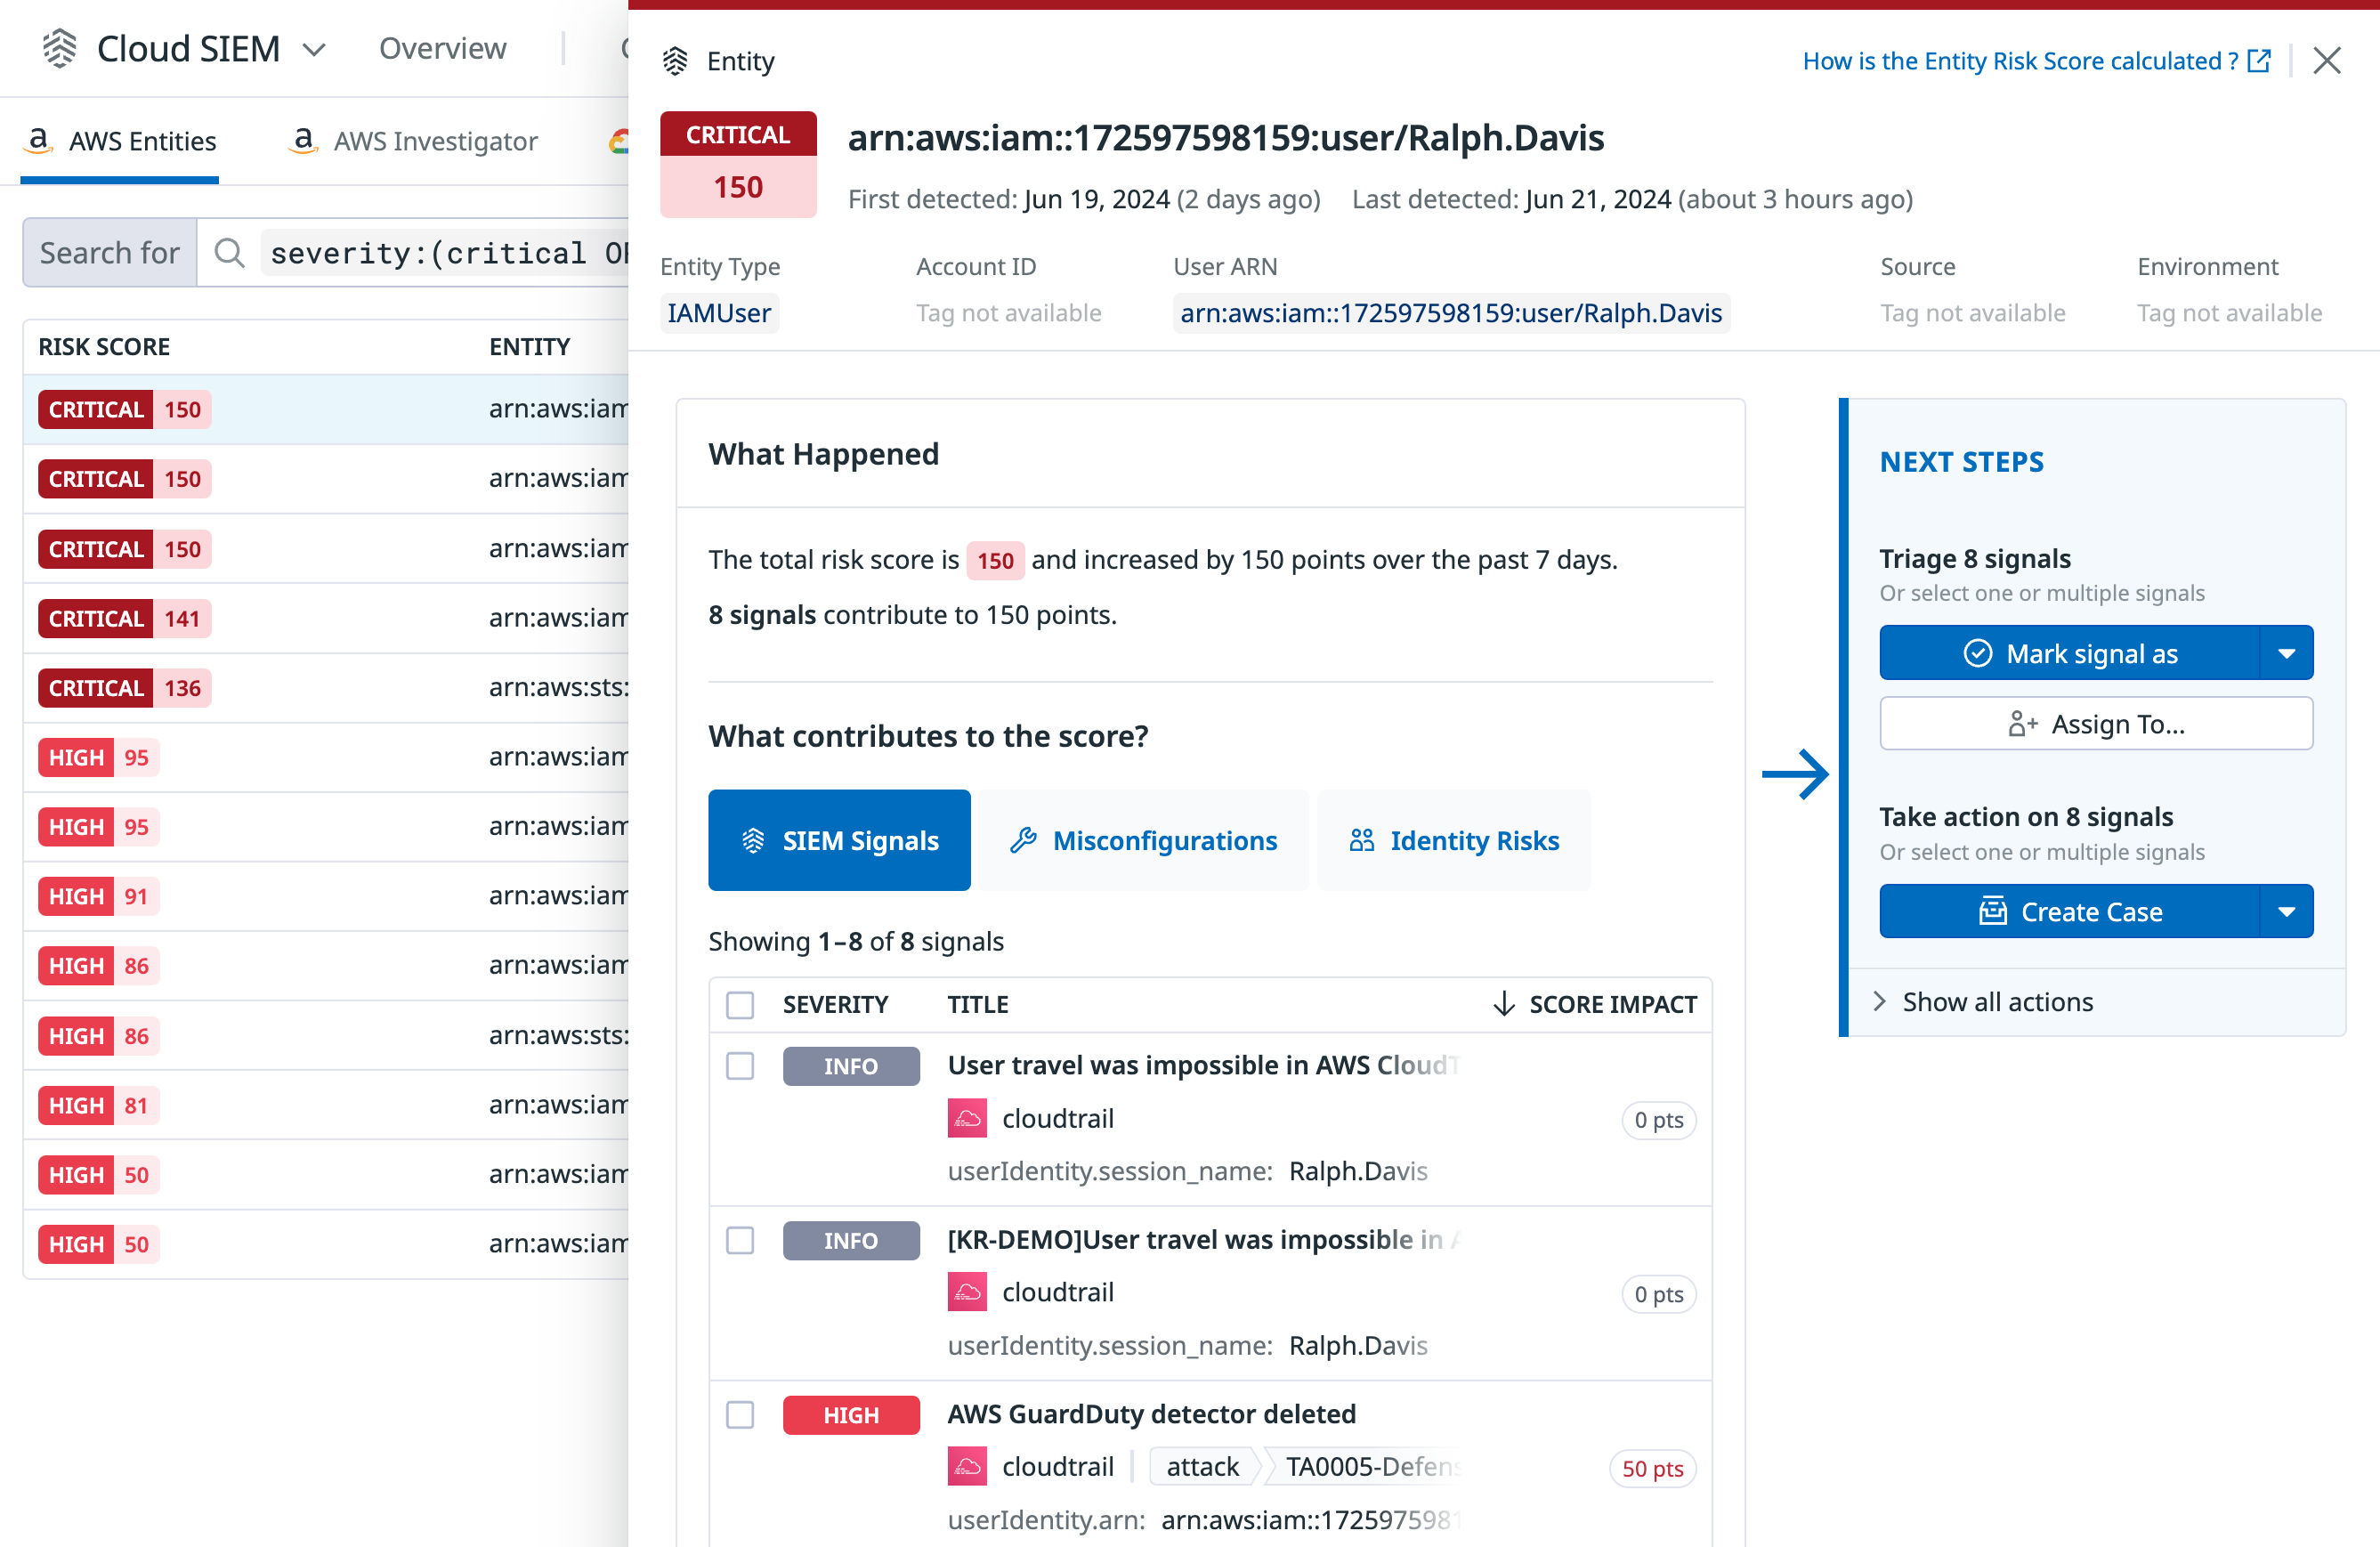 Cloud SIEM
Overview
AWS Entities
AWS Investigator
Search for
severity:(critical
RISK SCORE
ENTITY
CRITICAL 150
arn:aws:iam
CRITICAL 150
arn:aws:iam
CRITICAL 150
arn:aws:iam
CRITICAL 141
arn:aws:iam
CRITICAL 136
arn:aws:sts:
HIGH 95
arn:aws:iam
HIGH 95
arn:aws:iam
HIGH 91
arn:aws:iam
HIGH 86
arn:aws:iam
HIGH 86
arn:aws:sts:
HIGH 81
arn:aws:iam
HIGH 50
arn:aws:iam
HIGH 50
arn:aws:iam
Entity
How is the Entity Risk Score calculated ?
CRITICAL
150
arn:aws:iam::172597598159:user/Ralph.Davis
First detected: Jun 19, 2024 (2 days ago)
Last detected: Jun 21, 2024 (about 3 hours ago)
Entity Type
IAMUser
Account ID
Tag not available
User ARN
arn:aws:iam::172597598159:user/Ralph.Davis
Source
Tag not available
Environment
Tag not available
What Happened
The total risk score is 150 and increased by 150 points over the past 7 days.
8 signals contribute to 150 points.
What contributes to the score?
SIEM Signals
Misconfigurations
Identity Risks
Showing 1–8 of 8 signals
SEVERITY
TITLE
SCORE IMPACT
INFO
User travel was impossible in AWS
cloudtrail
0 pts
userIdentity.session_name: Ralph.Davis
INFO
[KR-DEMO]User travel was impossible in
cloudtrail
0 pts
userIdentity.session_name: Ralph.Davis
HIGH
AWS GuardDuty detector deleted
cloudtrail
attack
TA0005-Defens
50 pts
userIdentity.arn: arn:aws:iam::172597598
NEXT STEPS
Triage 8 signals
Or select one or multiple signals
Mark signal as
Assign To...
Take action on 8 signals
Or select one or multiple signals
Create Case
Show all actions